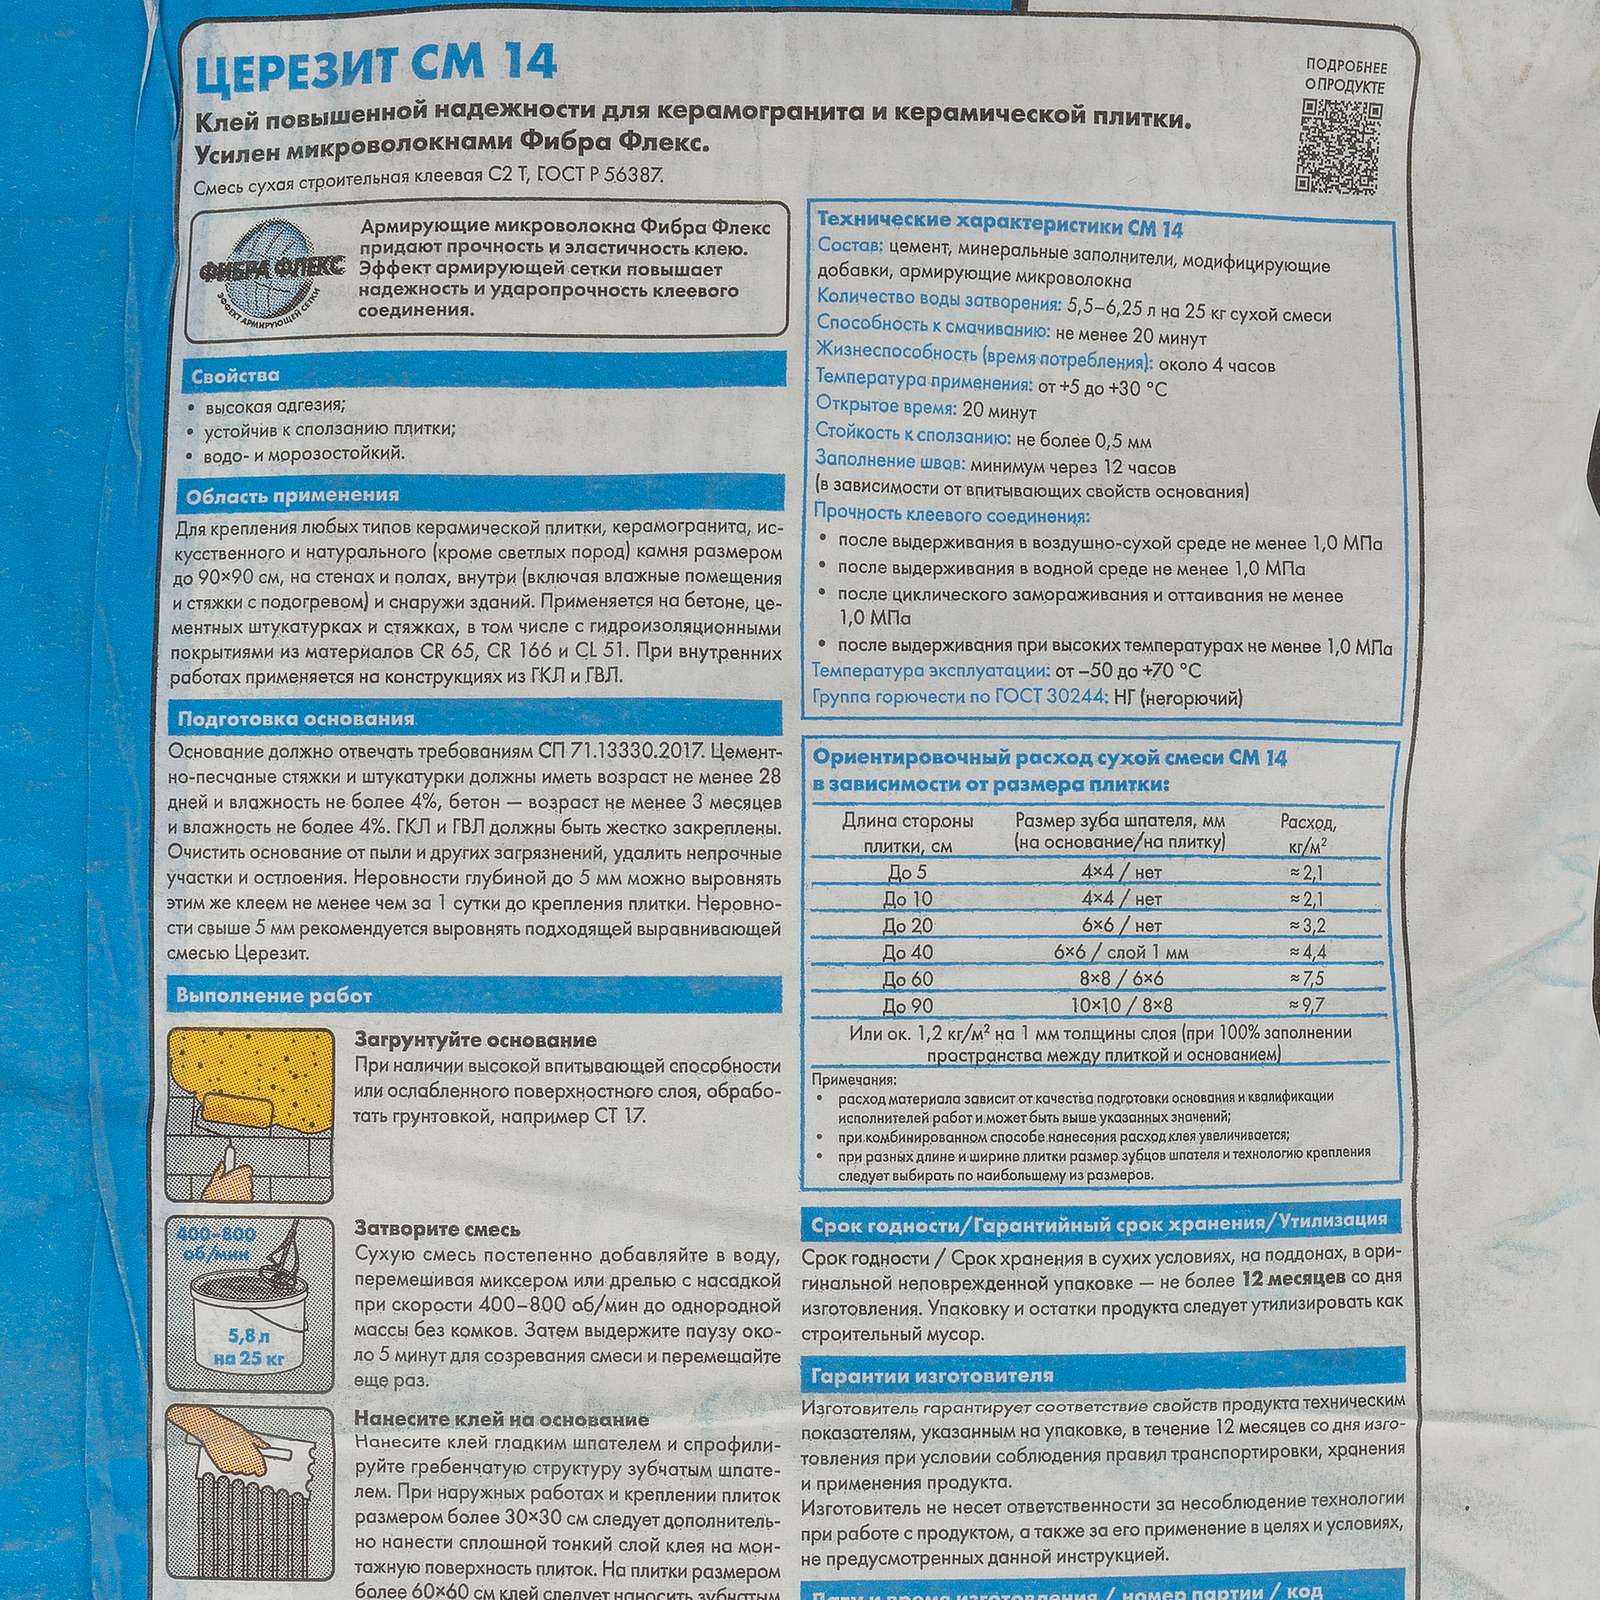 ЦЕРЕЗИТ СМ 14
Клей повышенной надежности для керамогранита и керамической плитки.
Усилен микроволокнами Фибра Флекс.
Смесь сухая строительная клеевая С2 Т, ГОСТ Р 56387.
ПОДРОБНЕЕ
О ПРОДУКТЕ
ФИБРА ФЛЕКС
ЭФФЕКТ АРМИРУЮЩЕЙ СЕТКИ
Армирующие микроволокна Фибра Флекс
придают прочность и эластичность клею.
Эффект армирующей сетки повышает
надежность и ударопрочность клеевого
соединения.
Свойства
• высокая адгезия;
• устойчив к сползанию плитки;
• водо- и морозостойкий.
Область применения
Для крепления любых типов керамической плитки, керамогранита, ис-
кусственного и натурального (кроме светлых пород) камня размером
до 90×90 см, на стенах и полах, внутри (включая влажные помещения
и стяжки с подогревом) и снаружи зданий. Применяется на бетоне, це-
ментных штукатурках и стяжках, в том числе с гидроизоляционными
покрытиями из материалов CR 65, CR 166 и CL 51. При внутренних
работах применяется на конструкциях из ГКЛ и ГВЛ.
Подготовка основания
Основание должно отвечать требованиям СП 71.13330.2017. Цемент-
но-песчаные стяжки и штукатурки должны иметь возраст не менее 28
дней и влажность не более 4%, бетон — возраст не менее 3 месяцев
и влажность не более 4%. ГКЛ и ГВЛ должны быть жестко закреплены.
Очистить основание от пыли и других загрязнений, удалить непрочные
участки и отслоения. Неровности глубиной до 5 мм можно выровнять
этим же клеем не менее чем за 1 сутки до крепления плитки. Неровно-
сти свыше 5 мм рекомендуется выровнять подходящей выравнивающей
смесью Церезит.
Выполнение работ
Загрунтуйте основание
При наличии высокой впитывающей способности
или ослабленного поверхностного слоя, обрабо-
тать грунтовкой, например СТ 17.
400–800
об/мин
5,8 л
на 25 кг
Затворите смесь
Сухую смесь постепенно добавляйте в воду,
перемешивая миксером или дрелью с насадкой
при скорости 400–800 об/мин до однородной
массы без комков. Затем выдержите паузу око-
ло 5 минут для созревания смеси и перемешайте
еще раз.
Нанесите клей на основание
Нанесите клей гладким шпателем и спрофили-
руйте гребенчатую структуру зубчатым шпате-
лем. При наружных работах и креплении плиток
размером более 30×30 см следует дополнитель-
но нанести сплошной тонкий слой клея на мон-
тажную поверхность плиток. На плитки размером
более 60×60 см клей следует наносить зубчатым
Технические характеристики СМ 14
Состав: цемент, минеральные заполнители, модифицирующие
добавки, армирующие микроволокна
Количество воды затворения: 5,5–6,25 л на 25 кг сухой смеси
Способность к смачиванию: не менее 20 минут
Жизнеспособность (время потребления): около 4 часов
Температура применения: от +5 до +30 °С
Открытое время: 20 минут
Стойкость к сползанию: не более 0,5 мм
Заполнение швов: минимум через 12 часов
(в зависимости от впитывающих свойств основания)
Прочность клеевого соединения:
• после выдерживания в воздушно-сухой среде не менее 1,0 МПа
• после выдерживания в водной среде не менее 1,0 МПа
• после циклического замораживания и оттаивания не менее
1,0 МПа
• после выдерживания при высоких температурах не менее 1,0 МПа
Температура эксплуатации: от –50 до +70 °С
Группа горючести по ГОСТ 30244: НГ (негорючий)
Ориентировочный расход сухой смеси СМ 14
в зависимости от размера плитки:
Длина стороны плитки, см Размер зуба шпателя, мм (на основание/на плитку) Расход, кг/м²
До 5 4×4 / нет ≈2,1
До 10 4×4 / нет ≈2,1
До 20 6×6 / нет ≈3,2
До 40 6×6 / слой 1 мм ≈4,4
До 60 8×8 / 6×6 ≈7,5
До 90 10×10 / 8×8 ≈9,7
Или ок. 1,2 кг/м² на 1 мм толщины слоя (при 100% заполнении
пространства между плиткой и основанием)
Примечания:
• расход материала зависит от качества подготовки основания и квалификации
исполнителей работ и может быть выше указанных значений;
• при комбинированном способе нанесения расход клея увеличивается;
• при разных длине и ширине плитки размер зубцов шпателя и технологию крепления
следует выбирать по наибольшему из размеров.
Срок годности/Гарантийный срок хранения/Утилизация
Срок годности / Срок хранения в сухих условиях, на поддонах, в ори-
гинальной неповрежденной упаковке — не более 12 месяцев со дня
изготовления. Упаковку и остатки продукта следует утилизировать как
строительный мусор.
Гарантии изготовителя
Изготовитель гарантирует соответствие свойств продукта техническим
показателям, указанным на упаковке, в течение 12 месяцев со дня изго-
товления при условии соблюдения правил транспортировки, хранения
и применения продукта.
Изготовитель не несет ответственности за несоблюдение технологии
при работе с продуктом, а также за его применение в целях и условиях,
не предусмотренных данной инструкцией.
Дату и время изготовления / номер партии / код